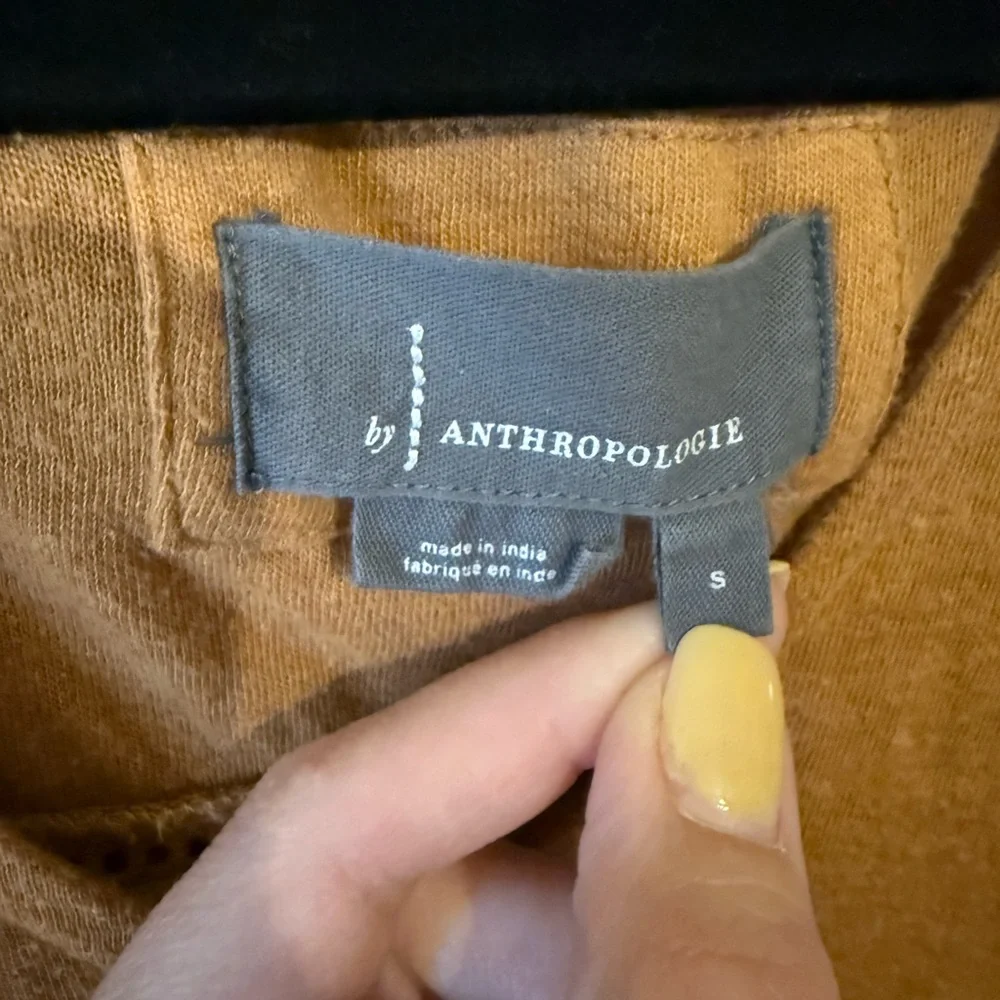 by ANTHROPOLOGIE
made in india
fabriqué en inde
S